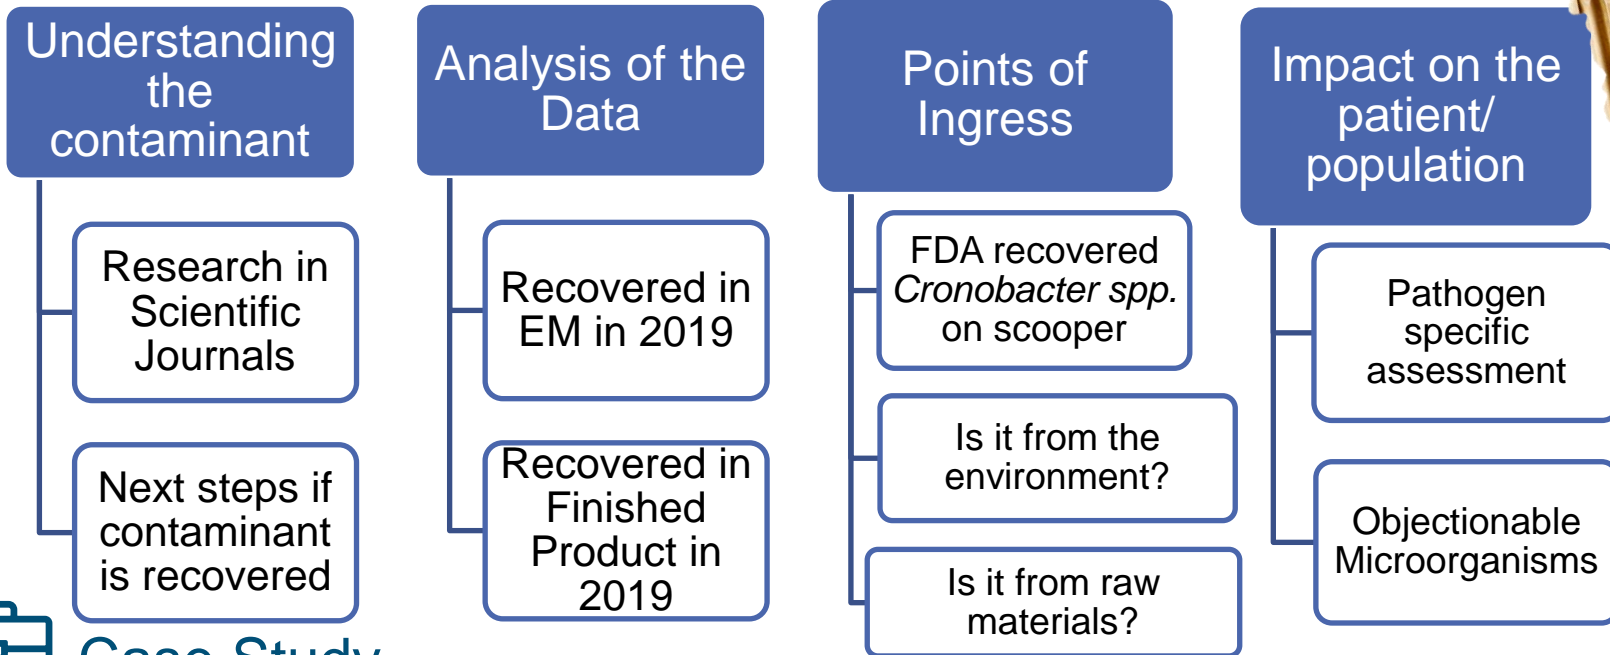 Understanding
the
contaminant
Research in
Scientific
Journals
Next steps if
contaminant
is recovered
Analysis of the
Data
Recovered in
EM in 2019
Recovered in
Finished
Product in
2019
Points of
Ingress
FDA recovered
Cronobacter spp.
on scooper
Is it from the
environment?
Is it from raw
materials?
Impact on the
patient/
population
Pathogen
specific
assessment
Objectionable
Microorganisms
Case Study